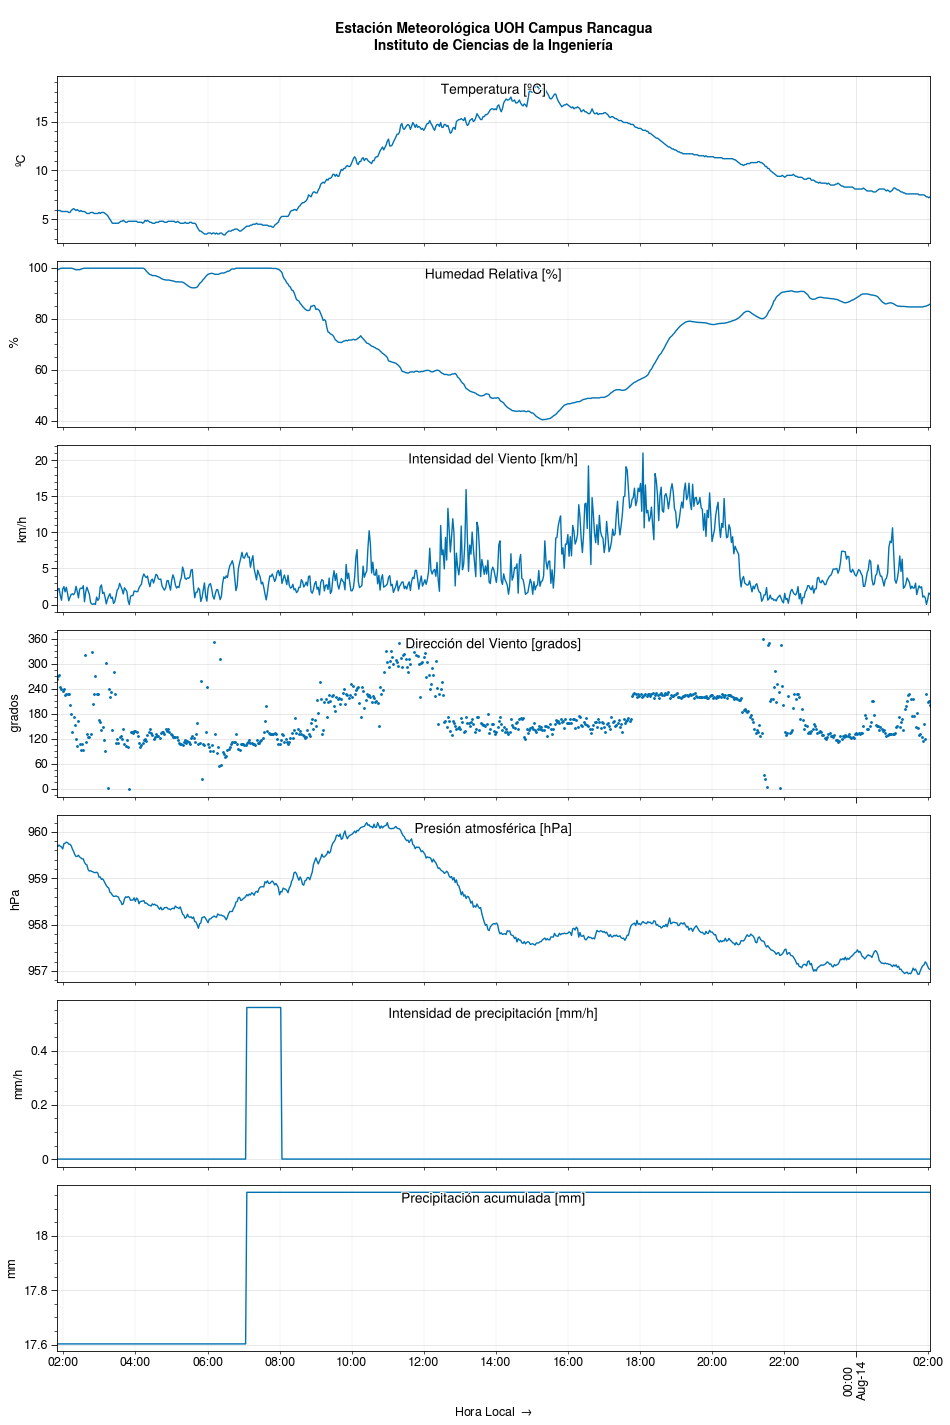 Estación Meteorológica UOH Campus Rancagua
Instituto de Ciencias de la Ingeniería
Temperatura [ºC]
ºC
15
10
5
Humedad Relativa [%]
%
100
80
60
40
Intensidad del Viento [km/h]
km/h
20
15
10
5
0
Dirección del Viento [grados]
grados
360
300
240
180
120
60
0
Presión atmosférica [hPa]
hPa
960
959
958
957
Intensidad de precipitación [mm/h]
mm/h
0.4
0.2
0
Precipitación acumulada [mm]
mm
18
17.8
17.6
02:00 04:00 06:00 08:00 10:00 12:00 14:00 16:00 18:00 20:00 22:00 00:00 02:00
Aug-14
Hora Local →